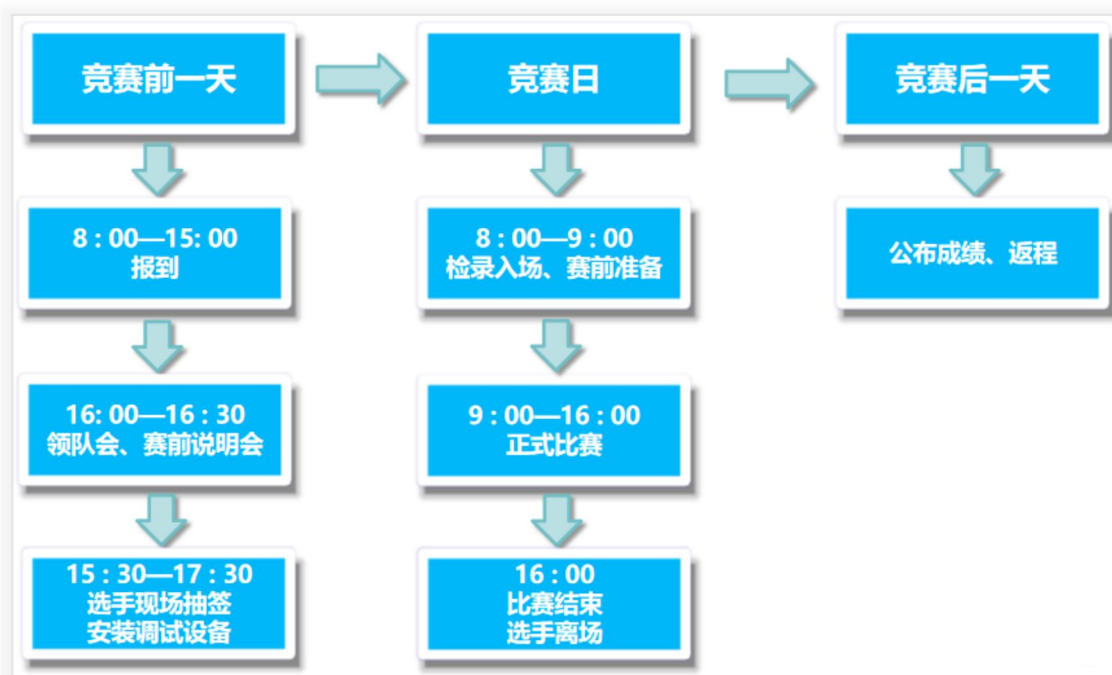 竞赛前一天
8：00—15: 00
报到
16: 00—16：30
领队会、赛前说明会
15：30—17：30
选手现场抽签
安装调试设备
竞赛日
8：00—9：00
检录入场、赛前准备
9：00—16：00
正式比赛
16：00
比赛结束
选手离场
竞赛后一天
公布成绩、返程